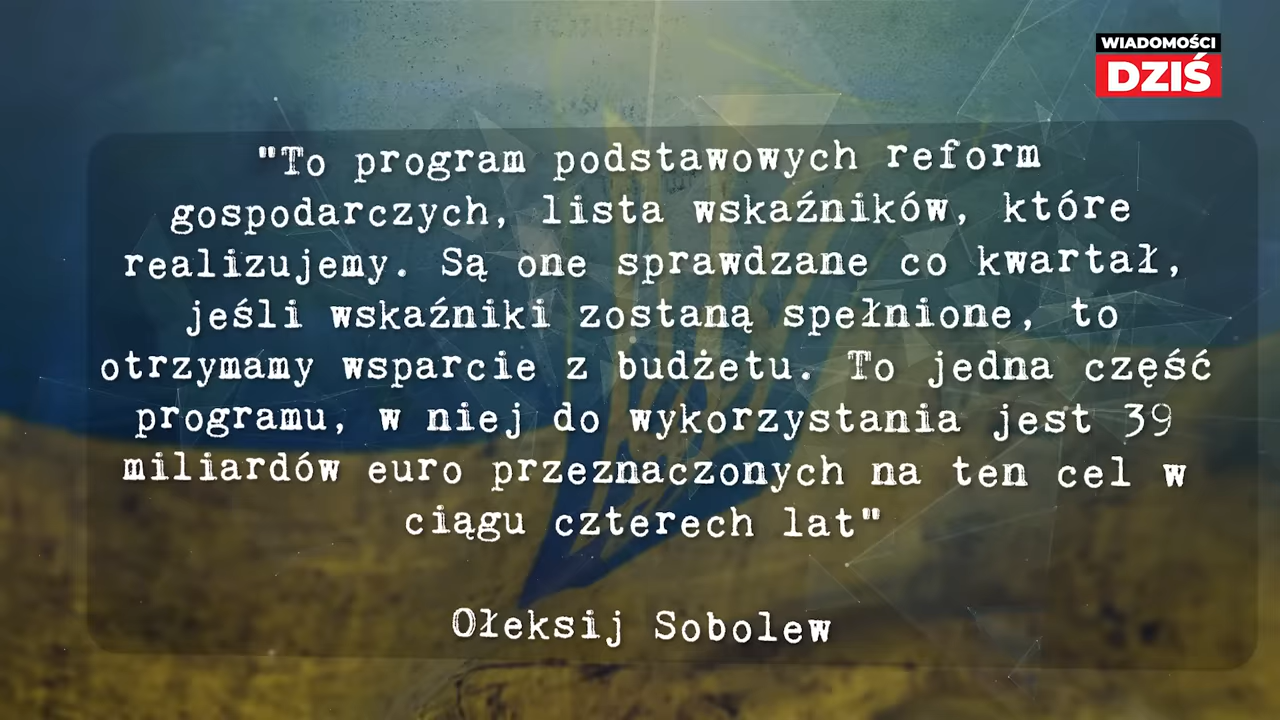 WIADOMOŚCI
DZIŚ
"To program podstawowych reform
gospodarczych, lista wskaźników, które
realizujemy. Są one sprawdzane co kwartał,
jeśli wskaźniki zostaną spełnione, to
otrzymamy wsparcie z budżetu. To jedna część
programu, w niej do wykorzystania jest 39
miliardów euro przeznaczonych na ten cel w
ciągu czterech lat"
Ołeksij Sobolew